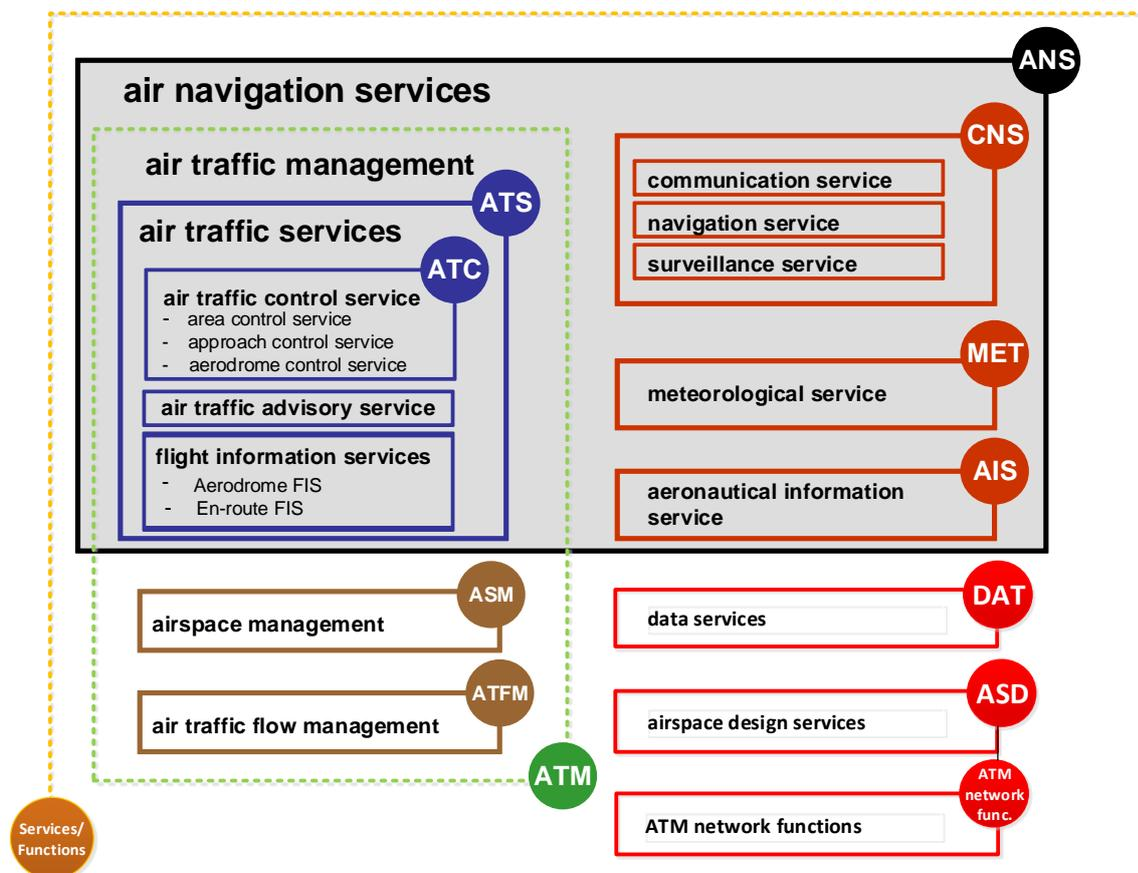 ANS
air navigation services
air traffic management
ATS
air traffic services
ATC
air traffic control service
- area control service
- approach control service
- aerodrome control service
air traffic advisory service
flight information services
- Aerodrome FIS
- En-route FIS
CNS
communication service
navigation service
surveillance service
MET
meteorological service
AIS
aeronautical information
service
ASM
airspace management
ATFM
air traffic flow management
ATM
DAT
data services
ASD
airspace design services
ATM
network
func.
ATM network functions
Services/
Functions